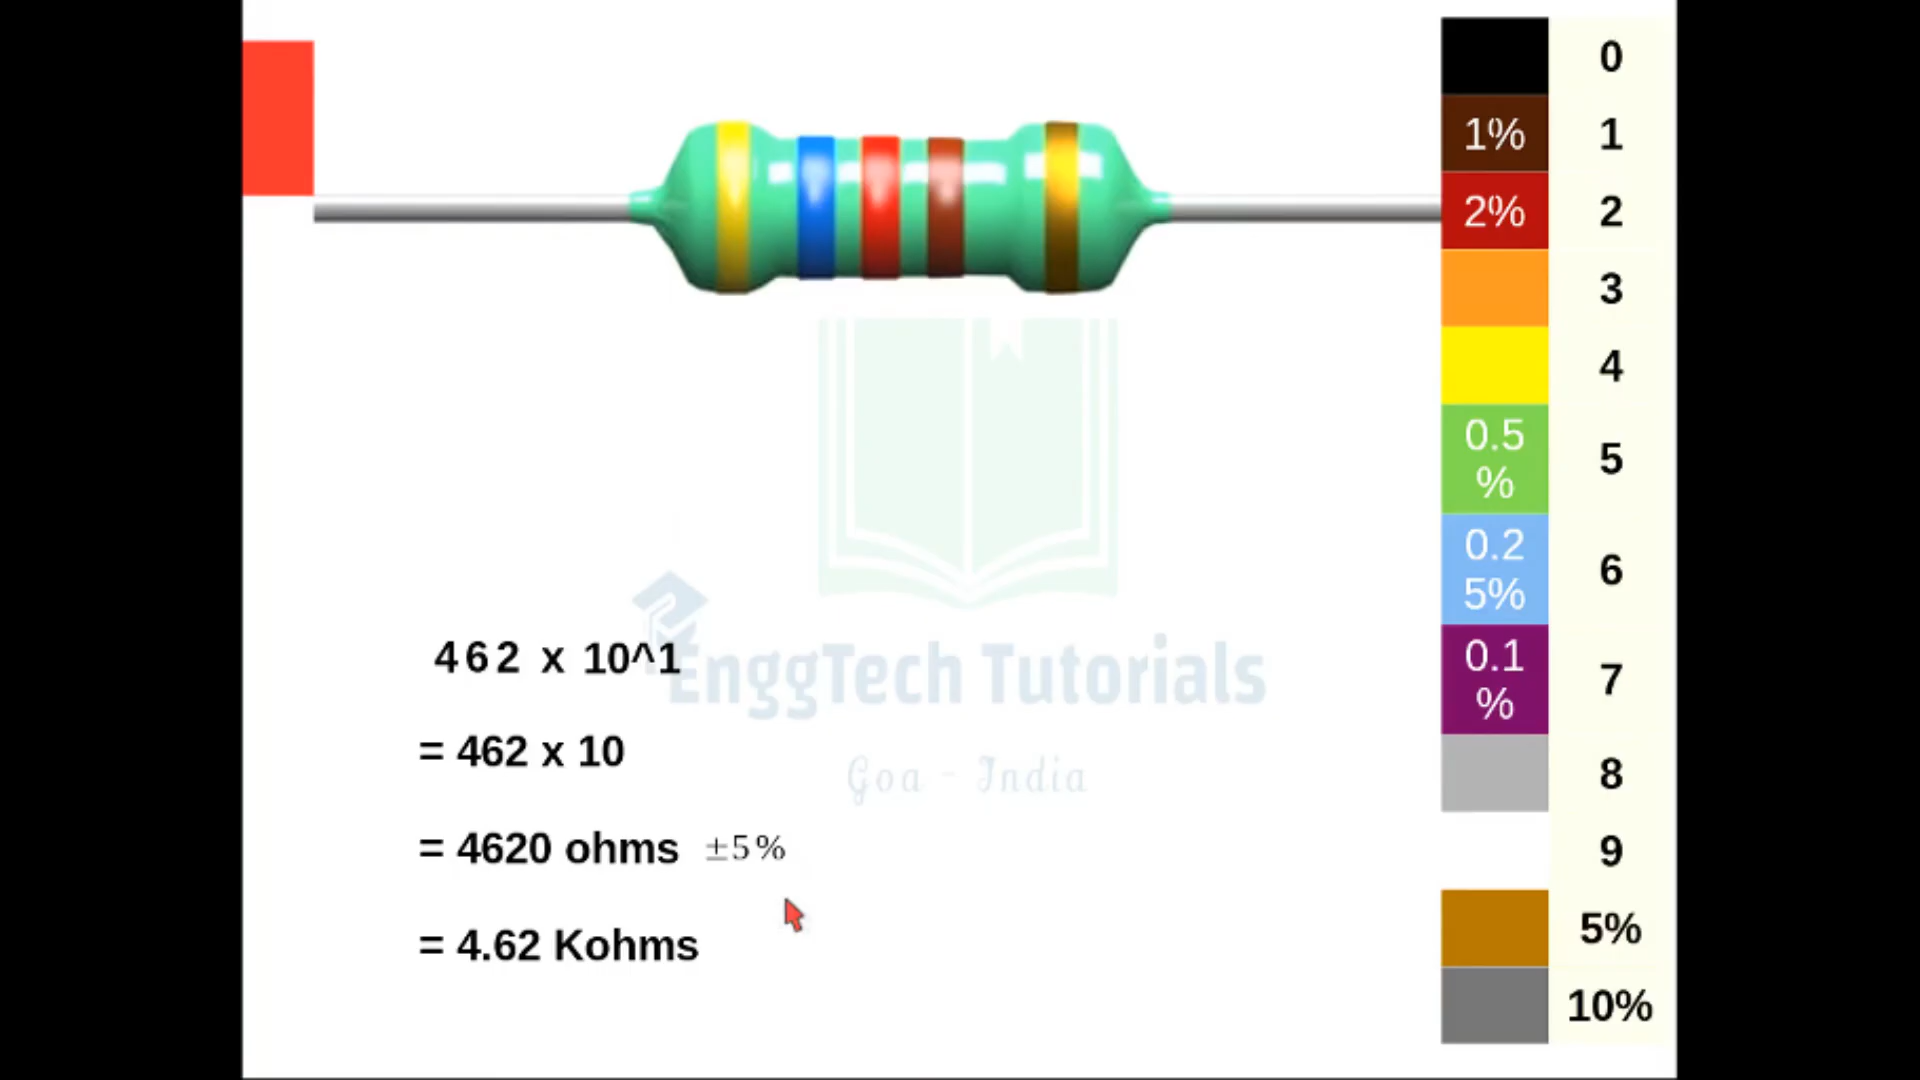 0
1% 1
2% 2
3
4
0.5
% 5
0.2
5% 6
0.1
% 7
8
9
5%
10%
462 x 10^1
= 462 x 10
= 4620 ohms ±5%
= 4.62 Kohms
EnggTech Tutorials
Goa - India